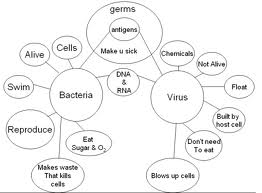 germs
antigens
Make u sick
Alive
Cells
Chemicals
Not Alive
Swim
DNA
&
RNA
Float
Bacteria
Virus
Reproduce
Built by
host cell
Eat
Sugar & O₂
Don't need
To eat
Makes waste
That kills
cells
Blows up cells